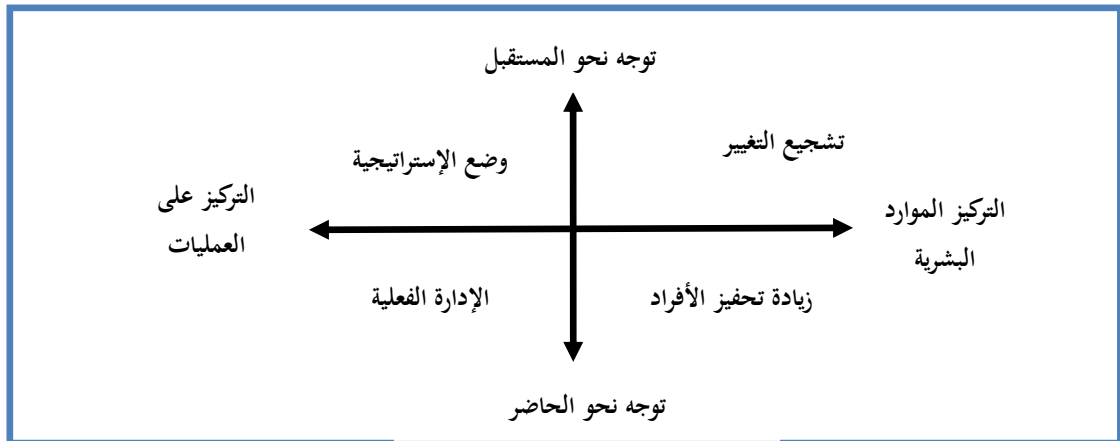 توجه نحو المستقبل
تشجيع التغيير
وضع الإستراتيجية
التركيز الموارد
البشرية
التركيز على
العمليات
زيادة تحفيز الأفراد
الإدارة الفعلية
توجه نحو الحاضر